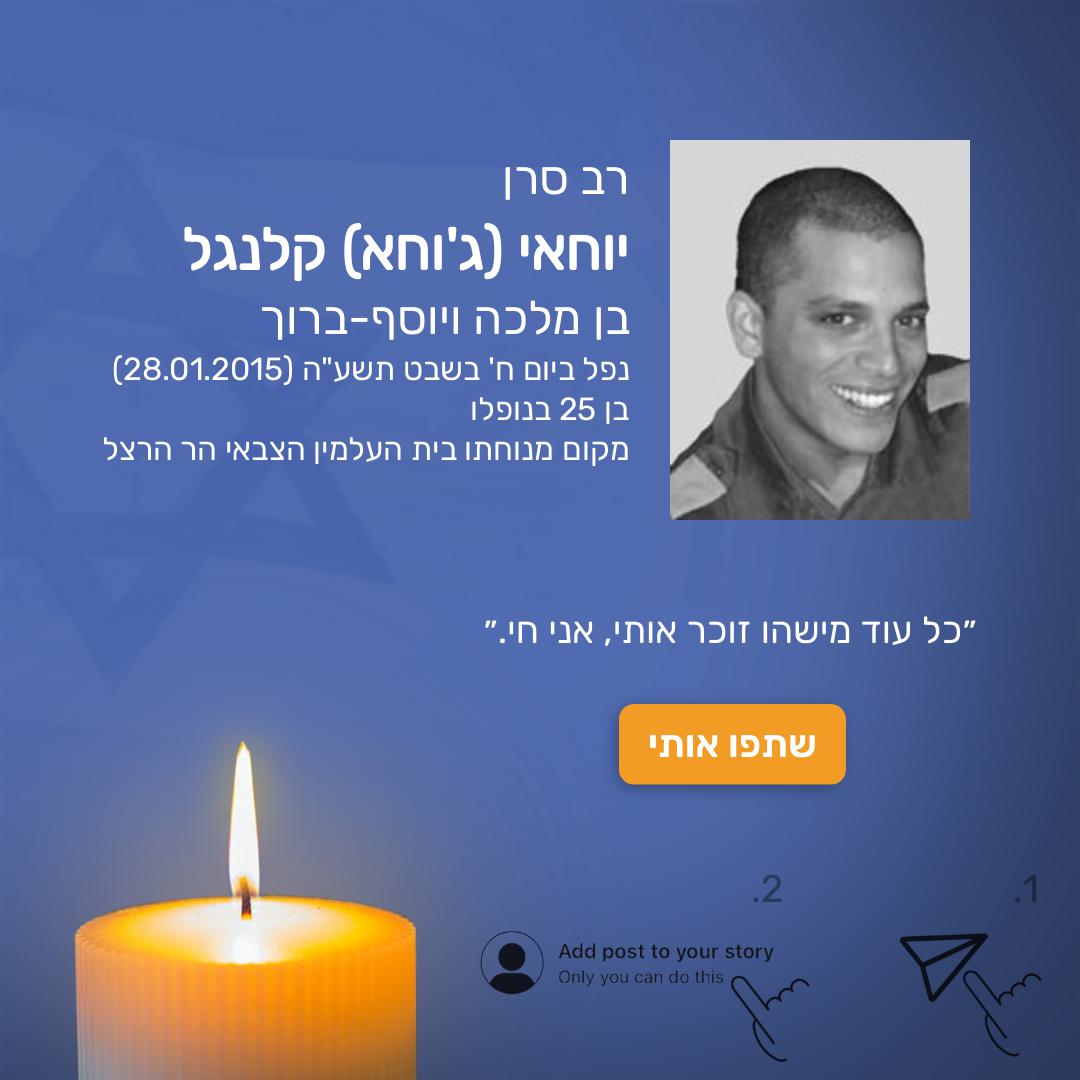 רב סרן
יוחאי (ג'וחא) קלנגל
בן מלכה ויוסף-ברוך
נפל ביום ח' בשבט תשע"ה (28.01.2015)
בן 25 בנופלו
מקום מנוחתו בית העלמין הצבאי הר הרצל
״כל עוד מישהו זוכר אותי, אני חי.״
שתפו אותי
1.
2.
Add post to your story
Only you can do this